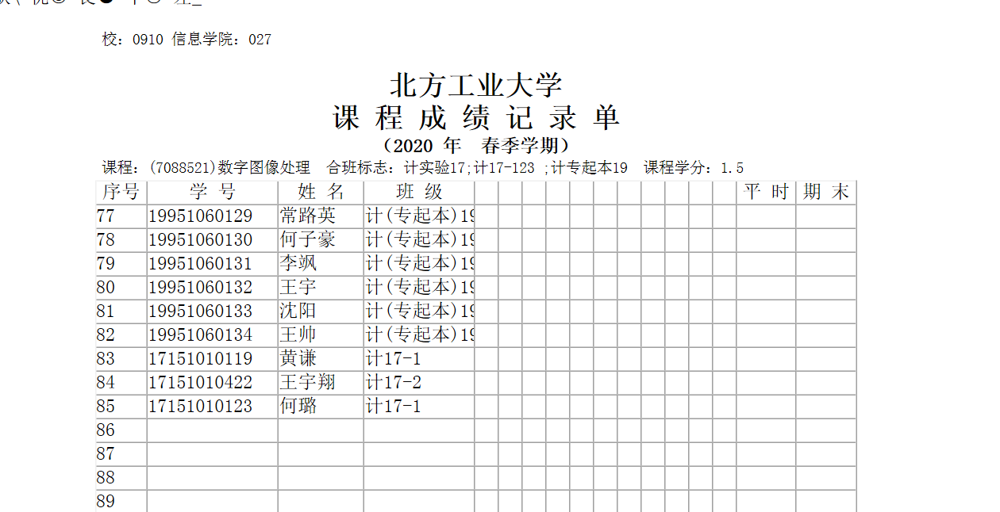 校：0910 信息学院：027
北方工业大学
课 程 成 绩 记 录 单
（2020 年 春季学期）
课程：(7088521)数字图像处理 合班标志：计实验17;计17-123 ;计专起本19 课程学分：1.5
序号 学 号 姓 名 班 级 平 时 期 末
77 19951060129 常路英 计(专起本)19
78 19951060130 何子豪 计(专起本)19
79 19951060131 李飒 计(专起本)19
80 19951060132 王宇 计(专起本)19
81 19951060133 沈阳 计(专起本)19
82 19951060134 王帅 计(专起本)19
83 17151010119 黄谦 计17-1
84 17151010422 王宇翔 计17-2
85 17151010123 何璐 计17-1
86
87
88
89